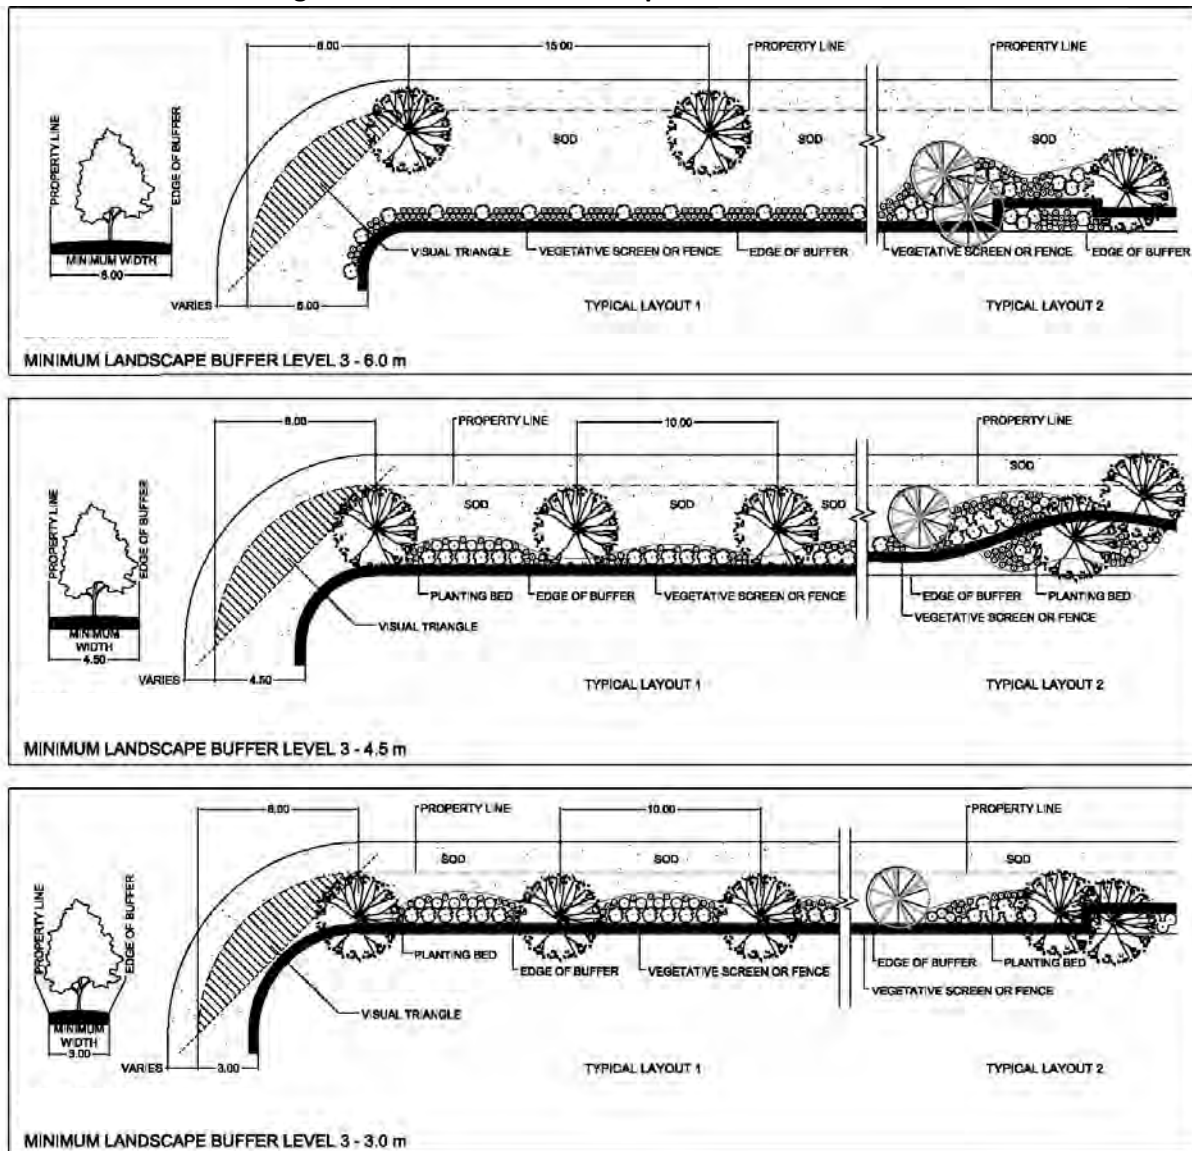 8.00
15.00
PROPERTY LINE
PROPERTY LINE
PROPERTY LINE
EDGE OF BUFFER
SOD
SOD
SOD
MINIMUM WIDTH
6.00
VISUAL TRIANGLE
VEGETATIVE SCREEN OR FENCE
EDGE OF BUFFER
VEGETATIVE SCREEN OR FENCE
EDGE OF BUFFER
VARIES
6.00
TYPICAL LAYOUT 1
TYPICAL LAYOUT 2
MINIMUM LANDSCAPE BUFFER LEVEL 3 - 6.0 m
8.00
PROPERTY LINE
10.00
PROPERTY LINE
SOD
PROPERTY LINE
EDGE OF BUFFER
SOD
SOD
SOD
PLANTING BED
EDGE OF BUFFER
VEGETATIVE SCREEN OR FENCE
EDGE OF BUFFER
PLANTING BED
VEGETATIVE SCREEN OR FENCE
VISUAL TRIANGLE
MINIMUM
WIDTH
4.50
VARIES
4.50
TYPICAL LAYOUT 1
TYPICAL LAYOUT 2
MINIMUM LANDSCAPE BUFFER LEVEL 3 - 4.5 m
8.00
PROPERTY LINE
10.00
PROPERTY LINE
SOD
SOD
SOD
PROPERTY LINE
EDGE OF BUFFER
PLANTING BED
EDGE OF BUFFER
VEGETATIVE SCREEN OR FENCE
EDGE OF BUFFER
PLANTING BED
VEGETATIVE SCREEN OR FENCE
VISUAL TRIANGLE
MINIMUM
WIDTH
3.00
VARIES
3.00
TYPICAL LAYOUT 1
TYPICAL LAYOUT 2
MINIMUM LANDSCAPE BUFFER LEVEL 3 - 3.0 m